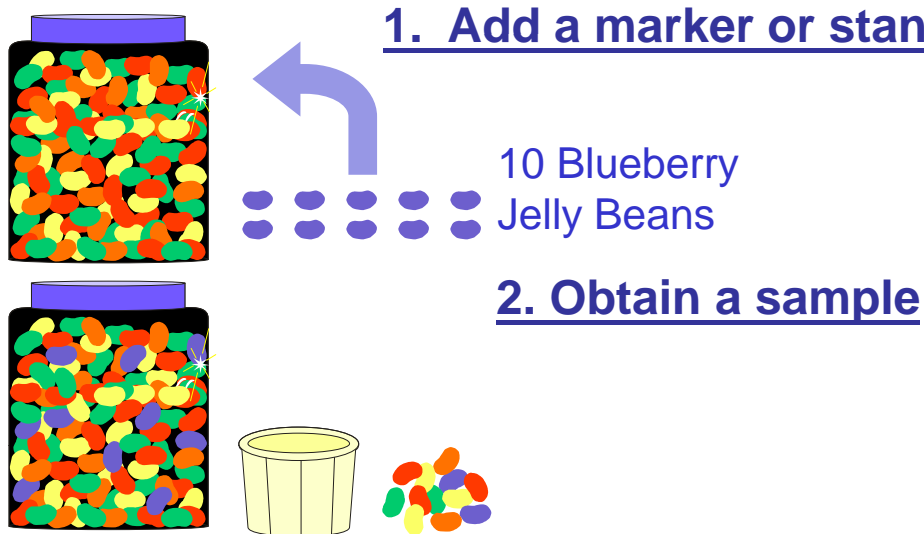 1. Add a marker or stan
10 Blueberry
Jelly Beans
2. Obtain a sample